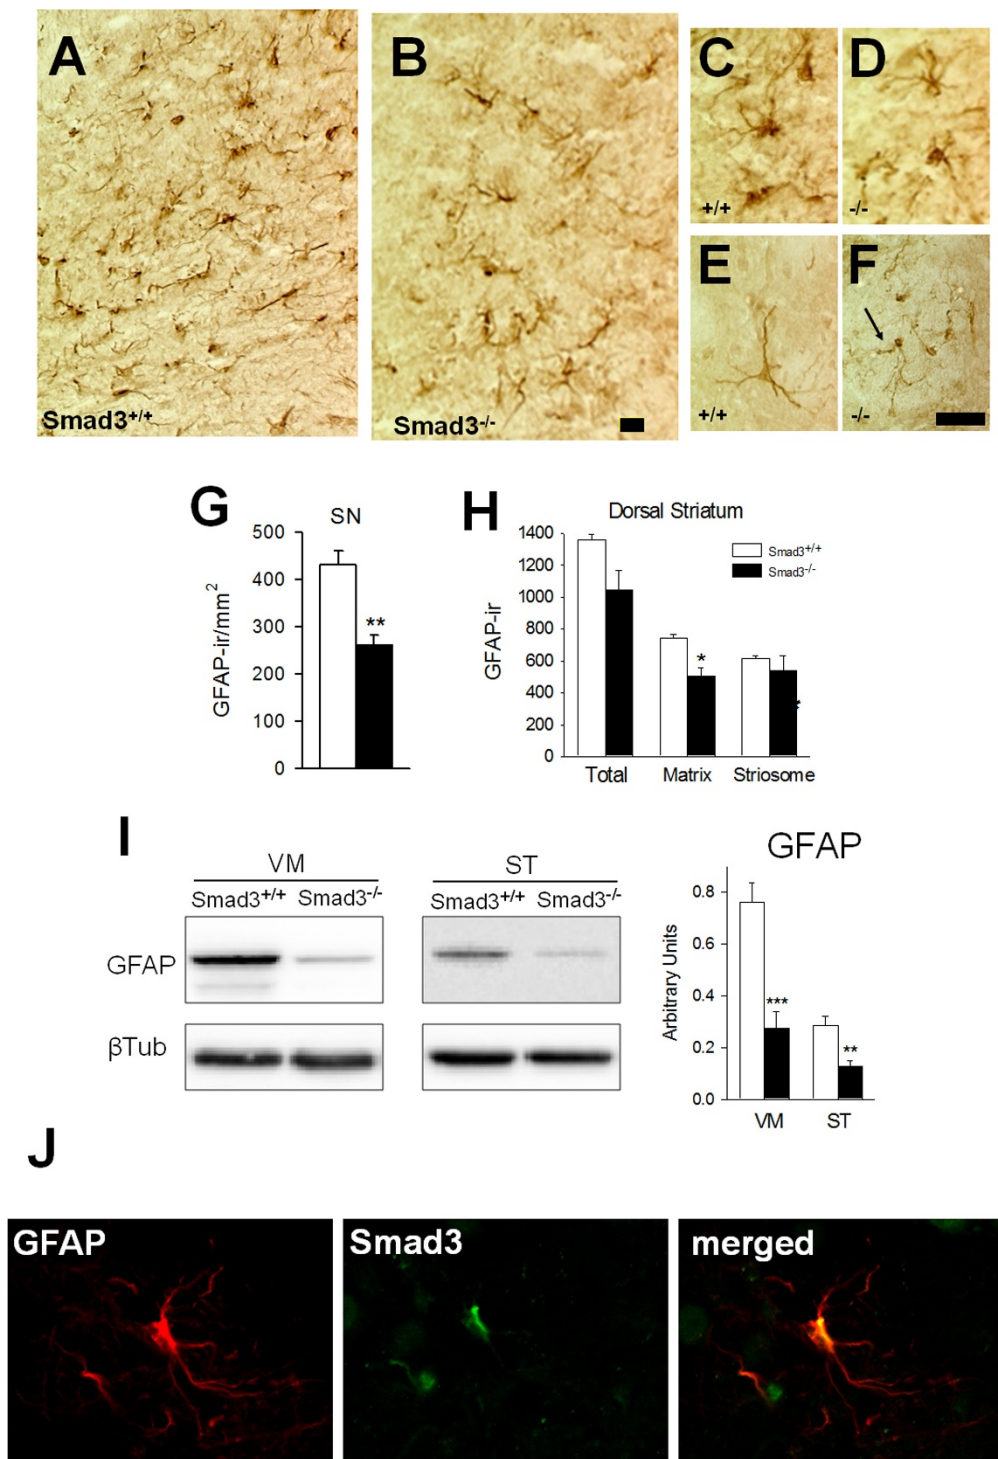 A
B
C
D
Smad3+/+
Smad3-/-
+/+
-/-
E
F
+/+
-/-
G
SN
GFAP-ir/mm2
500
400
300
200
100
0
**
H
Dorsal Striatum
GFAP-ir
1400
1200
1000
800
600
400
200
0
Smad3+/+
Smad3-/-
*
*
Total Matrix Striosome
I
VM
Smad3+/+ Smad3-/-
ST
Smad3+/+ Smad3-/-
GFAP
βTub
GFAP
Arbitrary Units
0.8
0.6
0.4
0.2
0.0
***
**
VM ST
J
GFAP
Smad3
merged